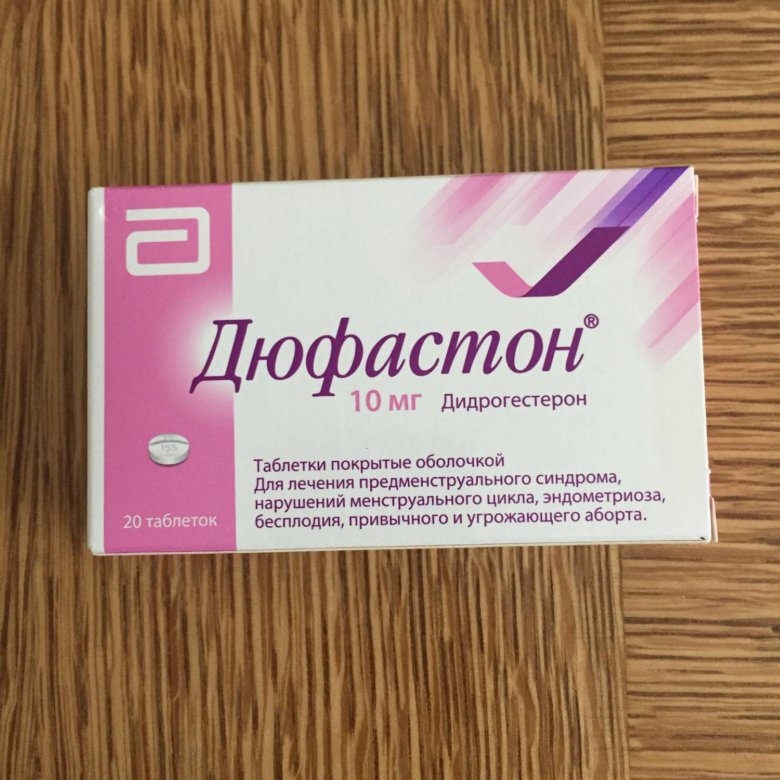 Дюфастон®
10 мг Дидрогестерон
Таблетки покрытые оболочкой
Для лечения предменструального синдрома,
нарушений менструального цикла, эндометриоза,
бесплодия, привычного и угрожающего аборта.
155
20 таблеток